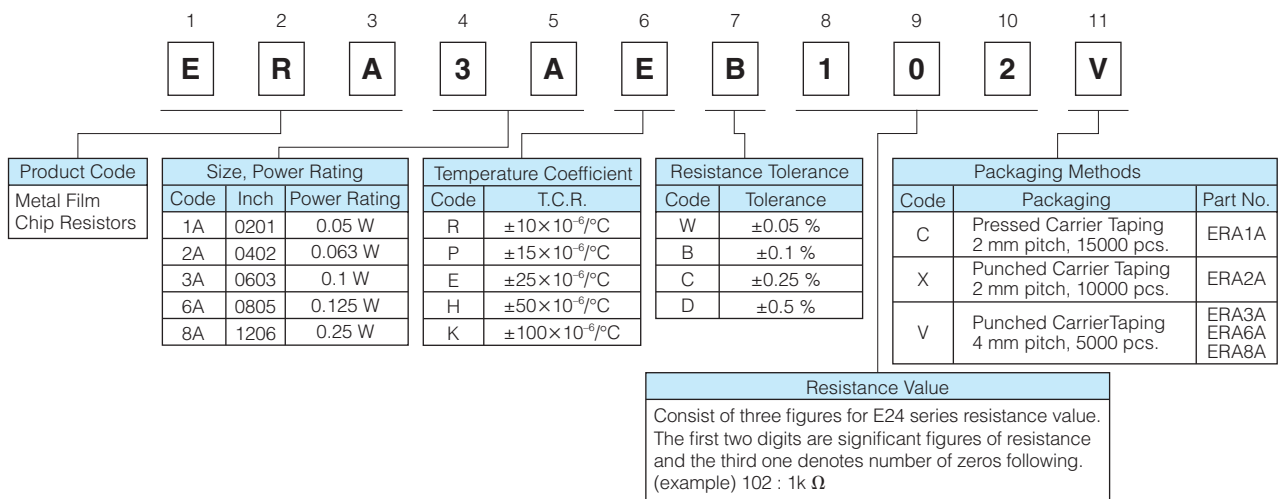 1 2 3 4 5 6 7 8 9 10 11
E R A 3 A E B 1 0 2 V
Product Code
Metal Film
Chip Resistors
Size, Power Rating
Code Inch Power Rating
1A 0201 0.05 W
2A 0402 0.063 W
3A 0603 0.1 W
6A 0805 0.125 W
8A 1206 0.25 W
Temperature Coefficient
Code T.C.R.
R ±10×10⁻⁶/°C
P ±15×10⁻⁶/°C
E ±25×10⁻⁶/°C
H ±50×10⁻⁶/°C
K ±100×10⁻⁶/°C
Resistance Tolerance
Code Tolerance
W ±0.05 %
B ±0.1 %
C ±0.25 %
D ±0.5 %
Packaging Methods
Code Packaging Part No.
C Pressed Carrier Taping
2 mm pitch, 15000 pcs. ERA1A
X Punched Carrier Taping
2 mm pitch, 10000 pcs. ERA2A
V Punched CarrierTaping
4 mm pitch, 5000 pcs. ERA3A
ERA6A
ERA8A
Resistance Value
Consist of three figures for E24 series resistance value.
The first two digits are significant figures of resistance
and the third one denotes number of zeros following.
(example) 102 : 1k Ω